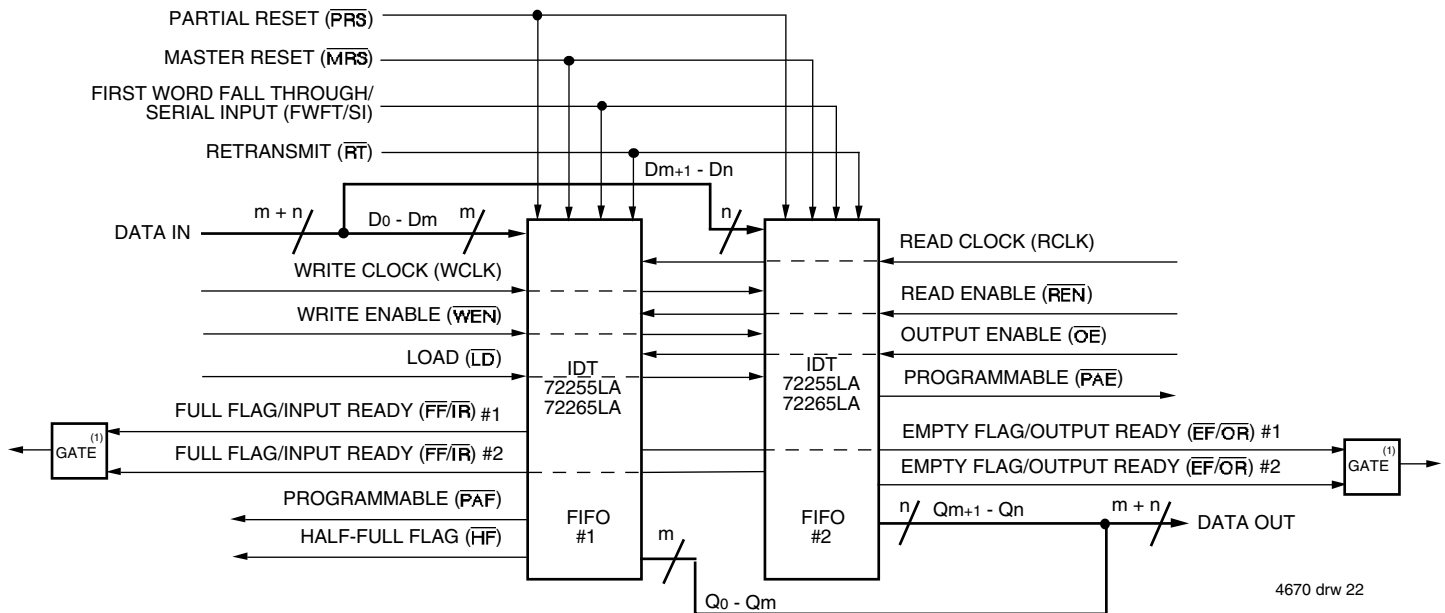 PARTIAL RESET (PRS)
MASTER RESET (MRS)
FIRST WORD FALL THROUGH/
SERIAL INPUT (FWFT/SI)
RETRANSMIT (RT)
Dm+1 - Dn
m + n
D0 - Dm
m
n
DATA IN
READ CLOCK (RCLK)
WRITE CLOCK (WCLK)
READ ENABLE (REN)
WRITE ENABLE (WEN)
OUTPUT ENABLE (OE)
LOAD (LD)
IDT
72255LA
72265LA
IDT
72255LA
72265LA
PROGRAMMABLE (PAE)
FULL FLAG/INPUT READY (FF/IR) #1
EMPTY FLAG/OUTPUT READY (EF/OR) #1
GATE (1)
FULL FLAG/INPUT READY (FF/IR) #2
EMPTY FLAG/OUTPUT READY (EF/OR) #2
GATE (1)
PROGRAMMABLE (PAF)
FIFO
#1
FIFO
#2
n
Qm+1 - Qn
m + n
DATA OUT
HALF-FULL FLAG (HF)
m
Q0 - Qm
4670 drw 22